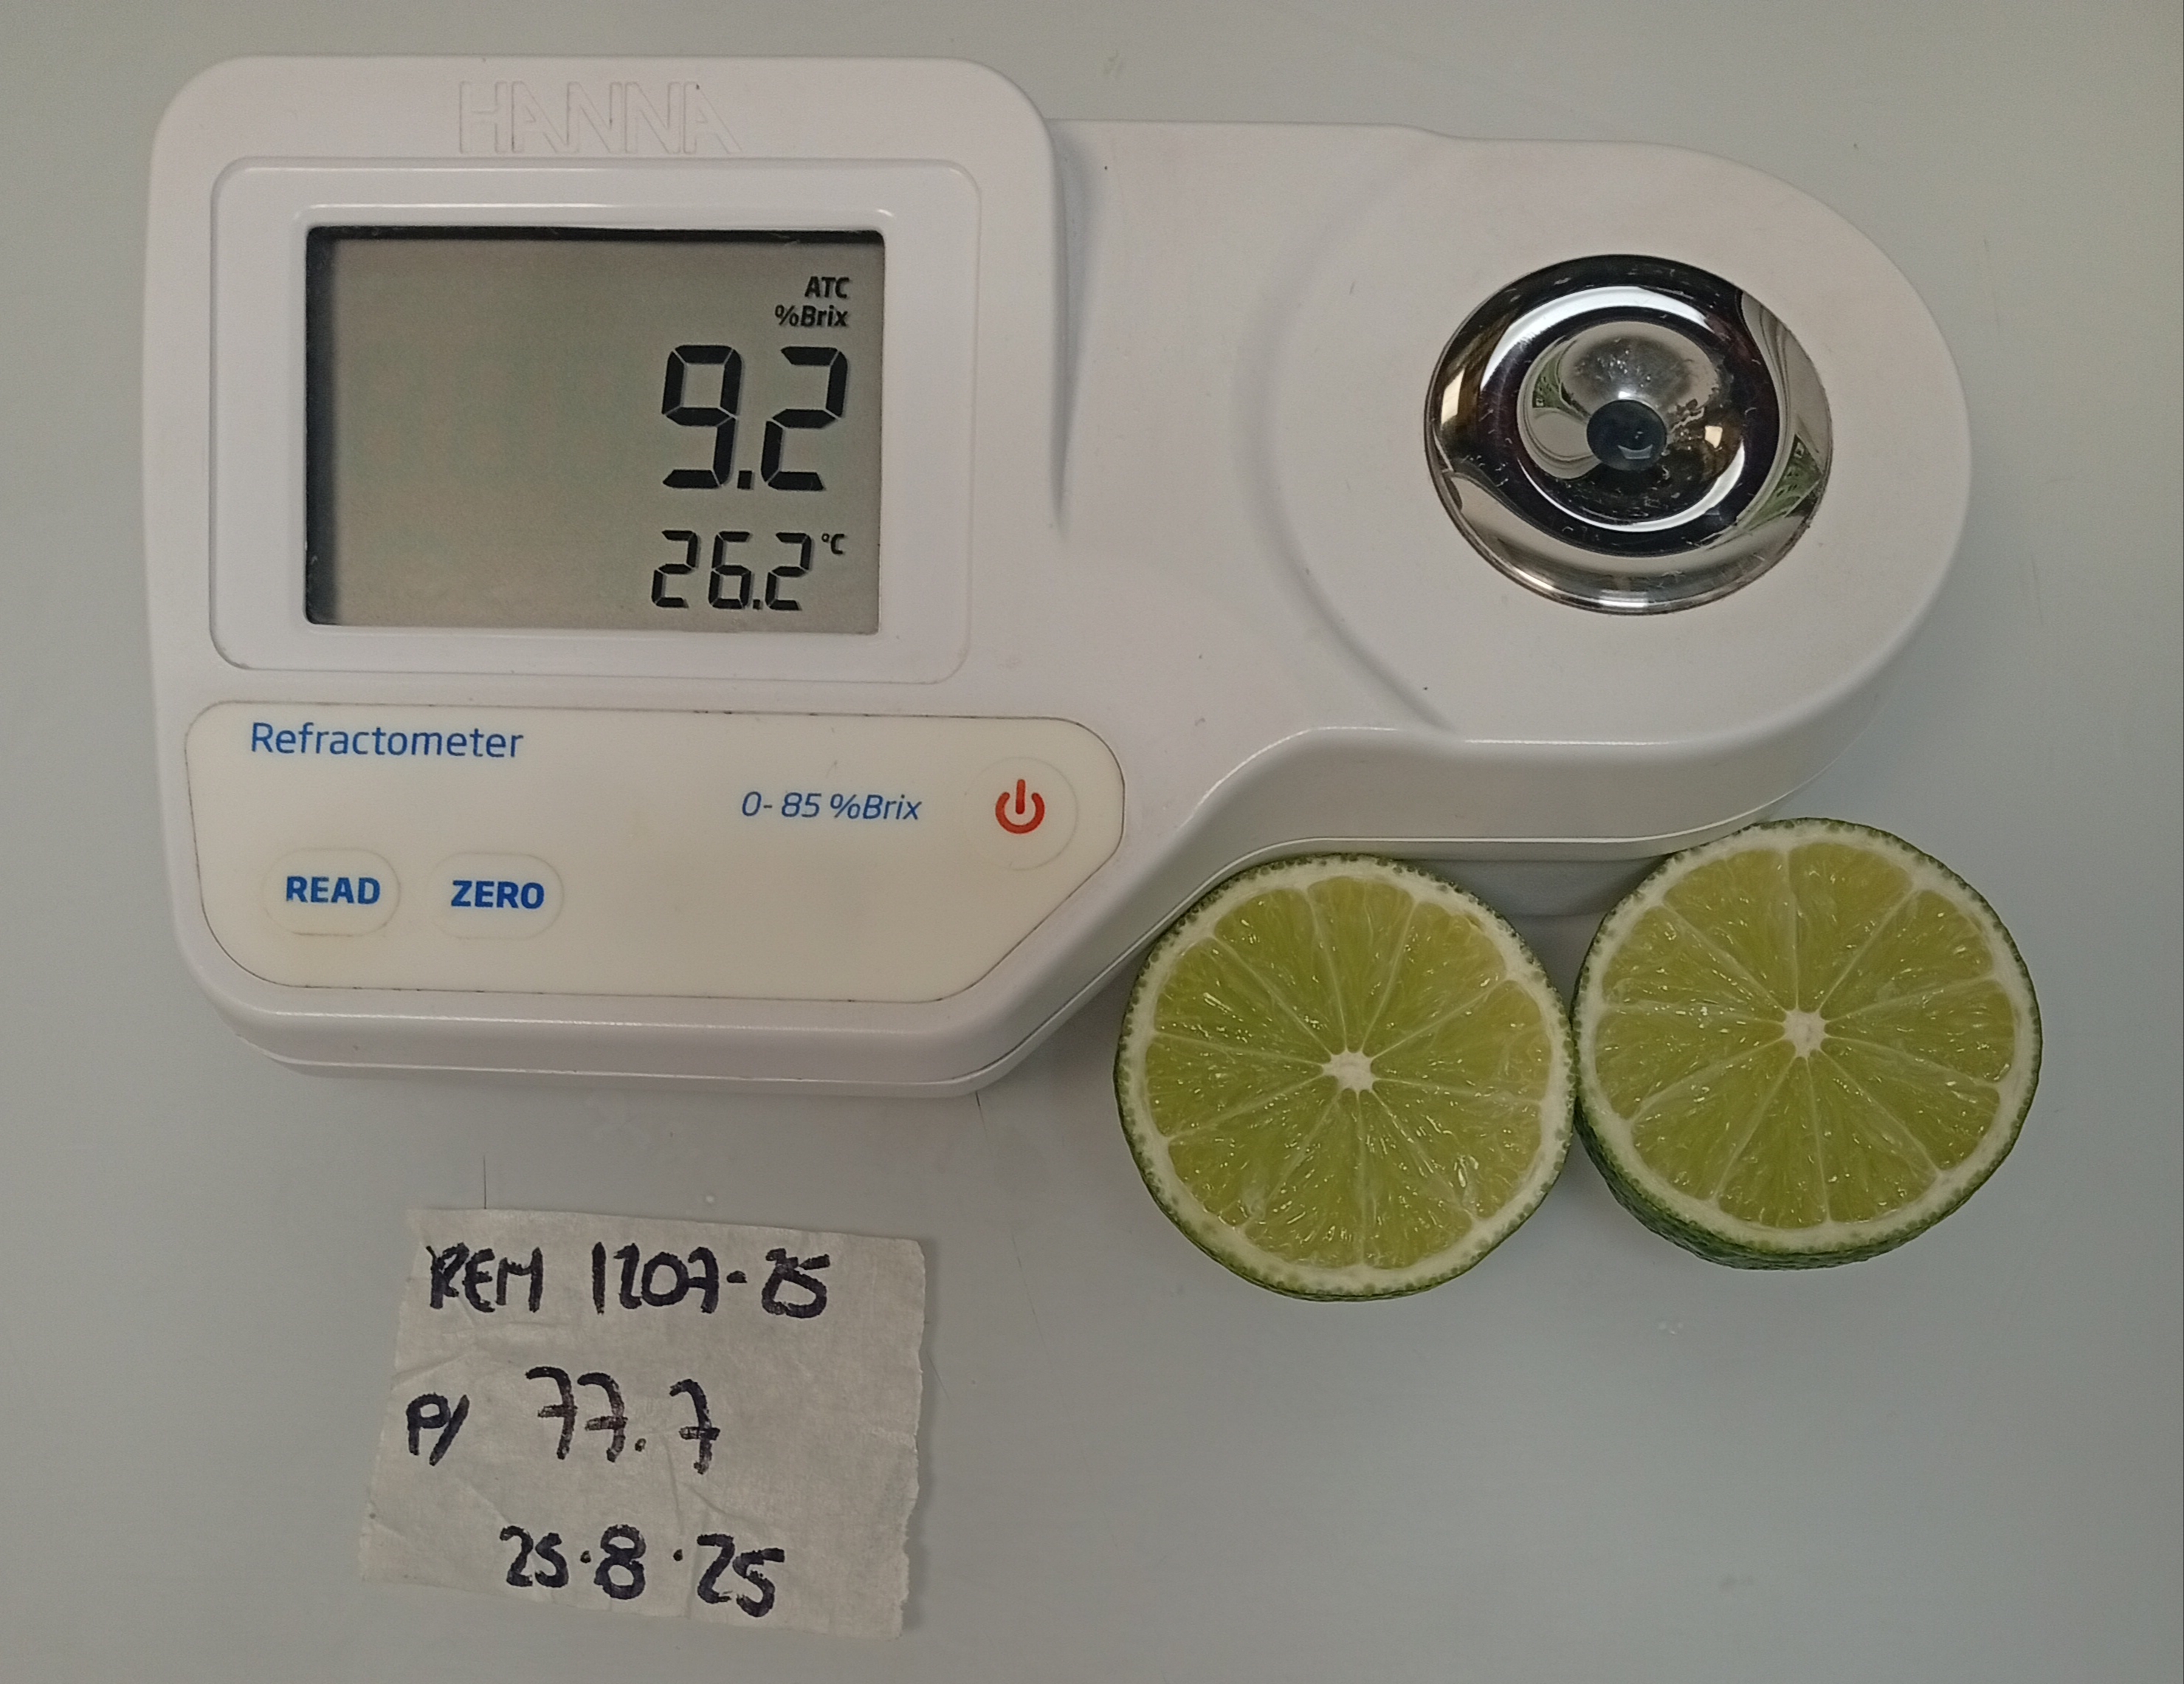 HANNA
ATC
%Brix
9.2
26.2 °C
Refractometer
0- 85 %Brix
READ
ZERO
REM 1207-25
P/ 77.7
25.8.25